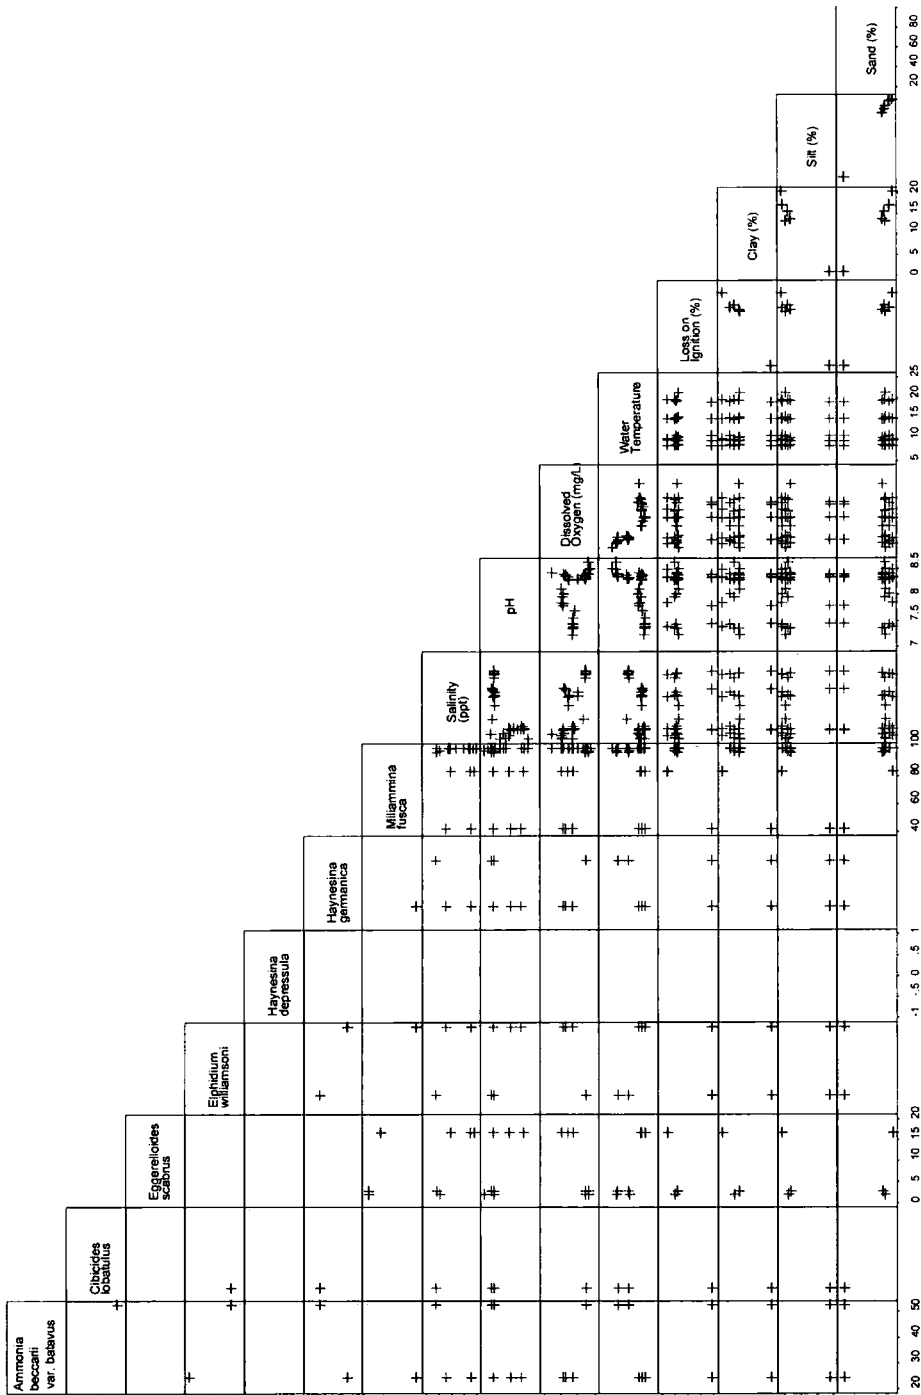 Ammonia
beccarii
var. batavus
Cibicides
lobatulus
Eggerelloides
scabrus
Elphidium
williamsoni
Haynesina
depressula
Haynesina
germanica
Miliammina
fusca
Salinity
(ppt)
pH
Dissolved
Oxygen (mg/L)
Water
Temperature
Loss on
Ignition (%)
Clay (%)
Silt (%)
Sand (%)
20 30 40 50
0 5 15 20
-1 -.5 0 .5 1
40 60 80 100
7 7.5 8 8.5
5 10 15 20 25
0 5 10 15 20
20 40 60 80